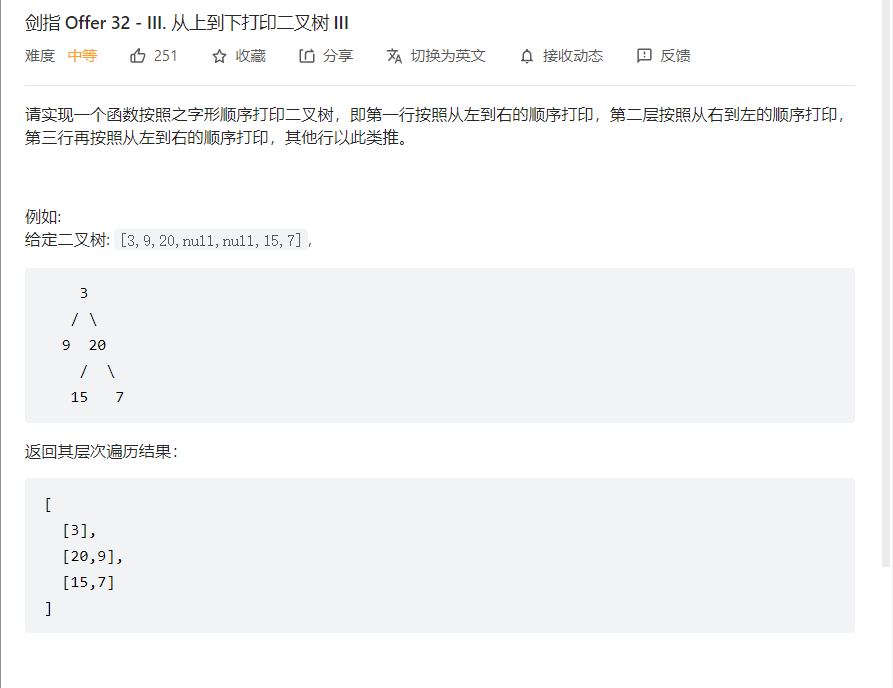 剑指 Offer 32 - III. 从上到下打印二叉树 III
难度 中等 251 收藏 分享 切换为英文 接收动态 反馈
请实现一个函数按照之字形顺序打印二叉树，即第一行按照从左到右的顺序打印，第二层按照从右到左的顺序打印，
第三行再按照从左到右的顺序打印，其他行以此类推。
例如:
给定二叉树: [3,9,20,null,null,15,7],
3
/ \
9 20
/ \
15 7
返回其层次遍历结果：
[
[3],
[20,9],
[15,7]
]